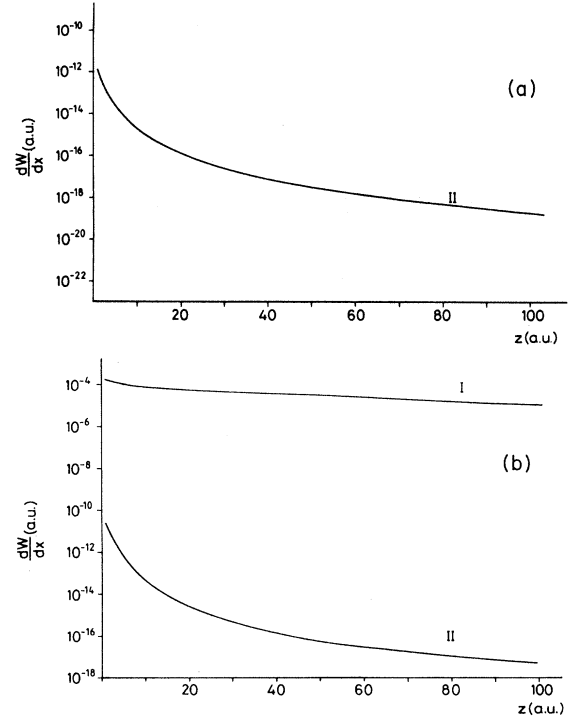 10⁻¹⁰
10⁻¹²
(a)
10⁻¹⁴
dW/dx (a.u.)
10⁻¹⁶
10⁻¹⁸
II
10⁻²⁰
10⁻²²
20 40 60 80 100
z (a.u.)
10⁻⁴
I
10⁻⁶
10⁻⁸
(b)
10⁻¹⁰
dW/dx (a.u.)
10⁻¹²
10⁻¹⁴
10⁻¹⁶
II
10⁻¹⁸
20 40 60 80 100
z (a.u.)